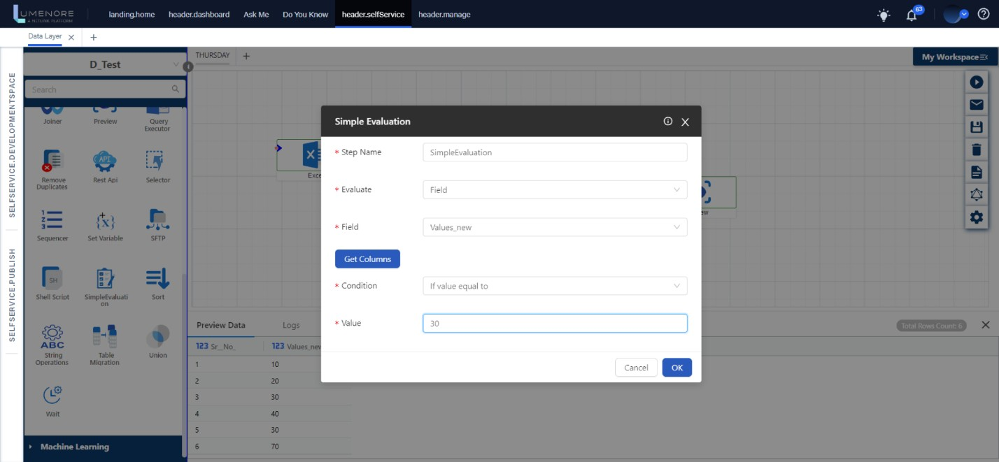 LUMENORE
A NETLINK PLATFORM
landing.home header.dashboard Ask Me Do You Know header.selfService header.manage
63
Data Layer
SELFSERVICE.DEVELOPMENTSPACE
SELFSERVICE.PUBLISH
D_Test
Search
Joiner Preview Query Executor
Remove Duplicates Rest Api Selector
Sequencer Set Variable SFTP
Shell Script SimpleEvaluati on Sort
String Operations Table Migration Union
Wait
Machine Learning
THURSDAY
My Workspace
Exce
ew
Simple Evaluation
* Step Name SimpleEvaluation
* Evaluate Field
* Field Values_new
Get Columns
* Condition If value equal to
* Value 30
Cancel OK
Preview Data Logs Total Rows Count: 6
123 Sr__No_ 123 Values_new
1 10
2 20
3 30
4 40
5 30
6 70